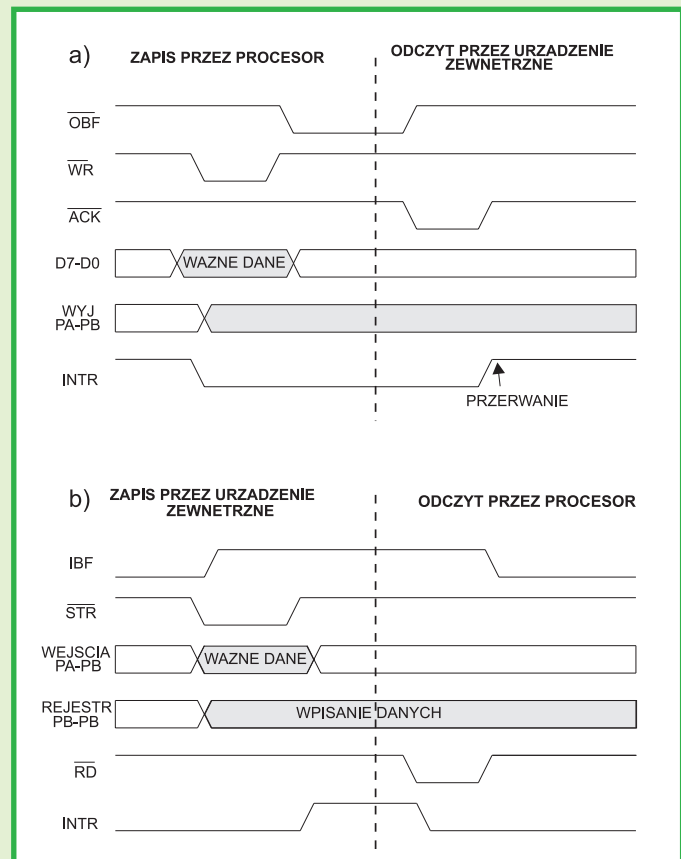 a)
ZAPIS PRZEZ PROCESOR
ODCZYT PRZEZ URZADZENIE
ZEWNETRZNE
OBF
WR
ACK
D7-D0
WAZNE DANE
WYJ
PA-PB
INTR
PRZERWANIE
b)
ZAPIS PRZEZ URZADZENIE
ZEWNETRZNE
ODCZYT PRZEZ PROCESOR
IBF
STR
WEJSCIA
PA-PB
WAZNE DANE
REJESTR
PB-PB
WPISANIE DANYCH
RD
INTR